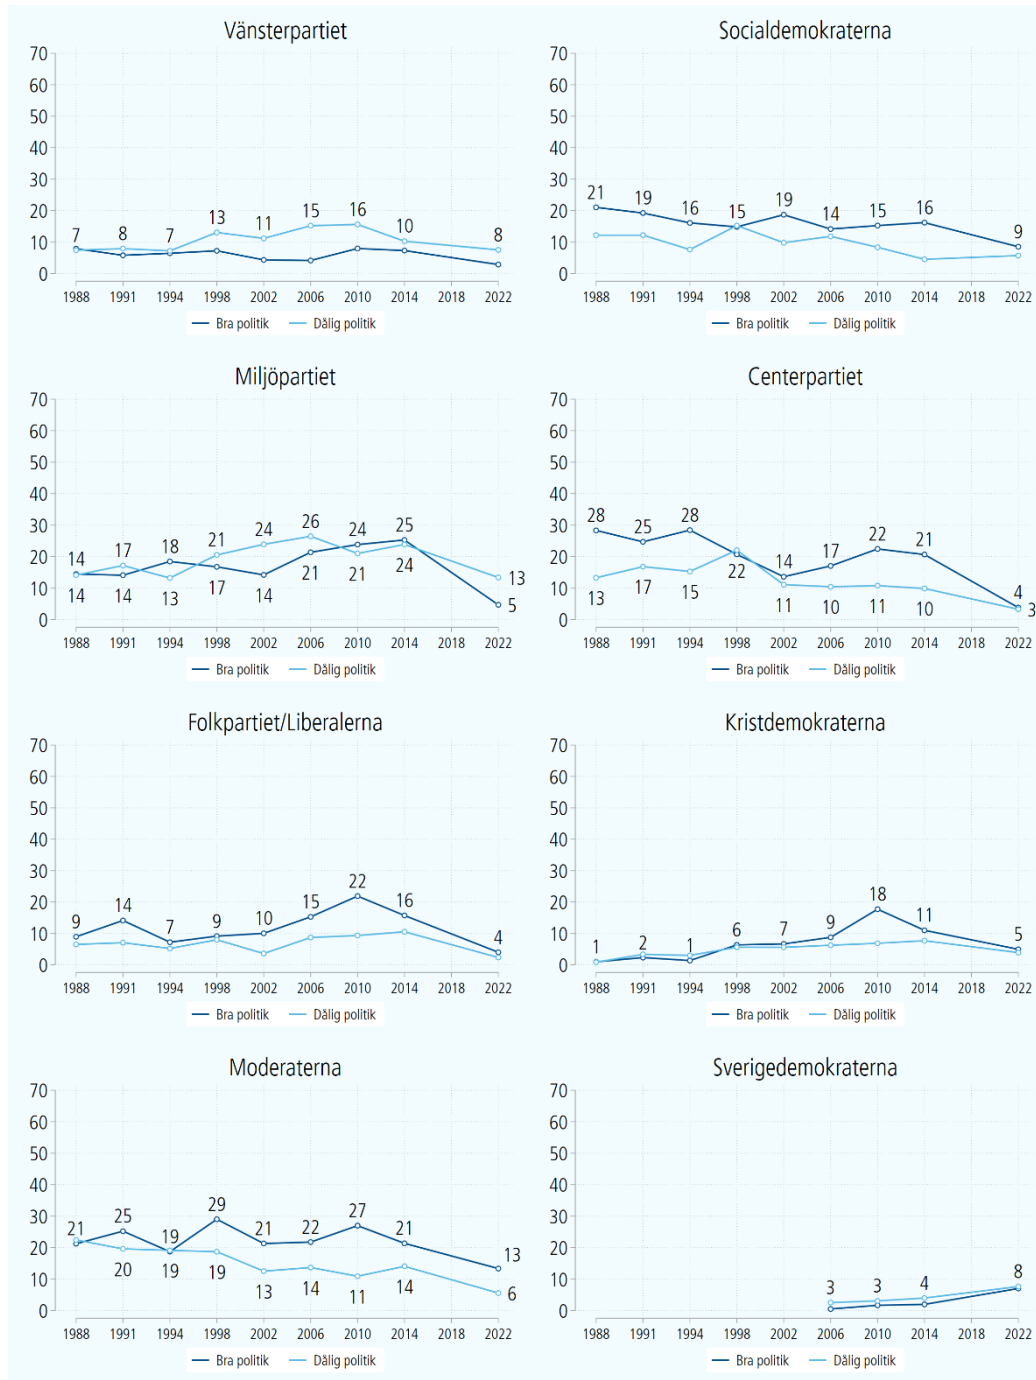 Vänsterpartiet
70
60
50
40
30
20
10
0
7 8 7 13 11 15 16 10 8
1988 1991 1994 1998 2002 2006 2010 2014 2018 2022
Bra politik Dålig politik
Socialdemokraterna
70
60
50
40
30
20
10
0
21 19 16 15 19 14 15 16 9
1988 1991 1994 1998 2002 2006 2010 2014 2018 2022
Bra politik Dålig politik
Miljöpartiet
70
60
50
40
30
20
10
0
14 17 18 21 24 26 24 25 13
14 14 13 17 14 21 21 24 5
1988 1991 1994 1998 2002 2006 2010 2014 2018 2022
Bra politik Dålig politik
Centerpartiet
70
60
50
40
30
20
10
0
28 25 28 14 17 22 21 4
13 17 15 22 11 10 11 10 3
1988 1991 1994 1998 2002 2006 2010 2014 2018 2022
Bra politik Dålig politik
Folkpartiet/Liberalerna
70
60
50
40
30
20
10
0
9 14 7 9 10 15 22 16 4
1988 1991 1994 1998 2002 2006 2010 2014 2018 2022
Bra politik Dålig politik
Kristdemokraterna
70
60
50
40
30
20
10
0
1 2 1 6 7 9 18 11 5
1988 1991 1994 1998 2002 2006 2010 2014 2018 2022
Bra politik Dålig politik
Moderaterna
70
60
50
40
30
20
10
0
21 25 19 29 21 22 27 21 13
20 19 19 13 14 11 14 6
1988 1991 1994 1998 2002 2006 2010 2014 2018 2022
Bra politik Dålig politik
Sverigedemokraterna
70
60
50
40
30
20
10
0
3 3 4 8
1988 1991 1994 1998 2002 2006 2010 2014 2018 2022
Bra politik Dålig politik